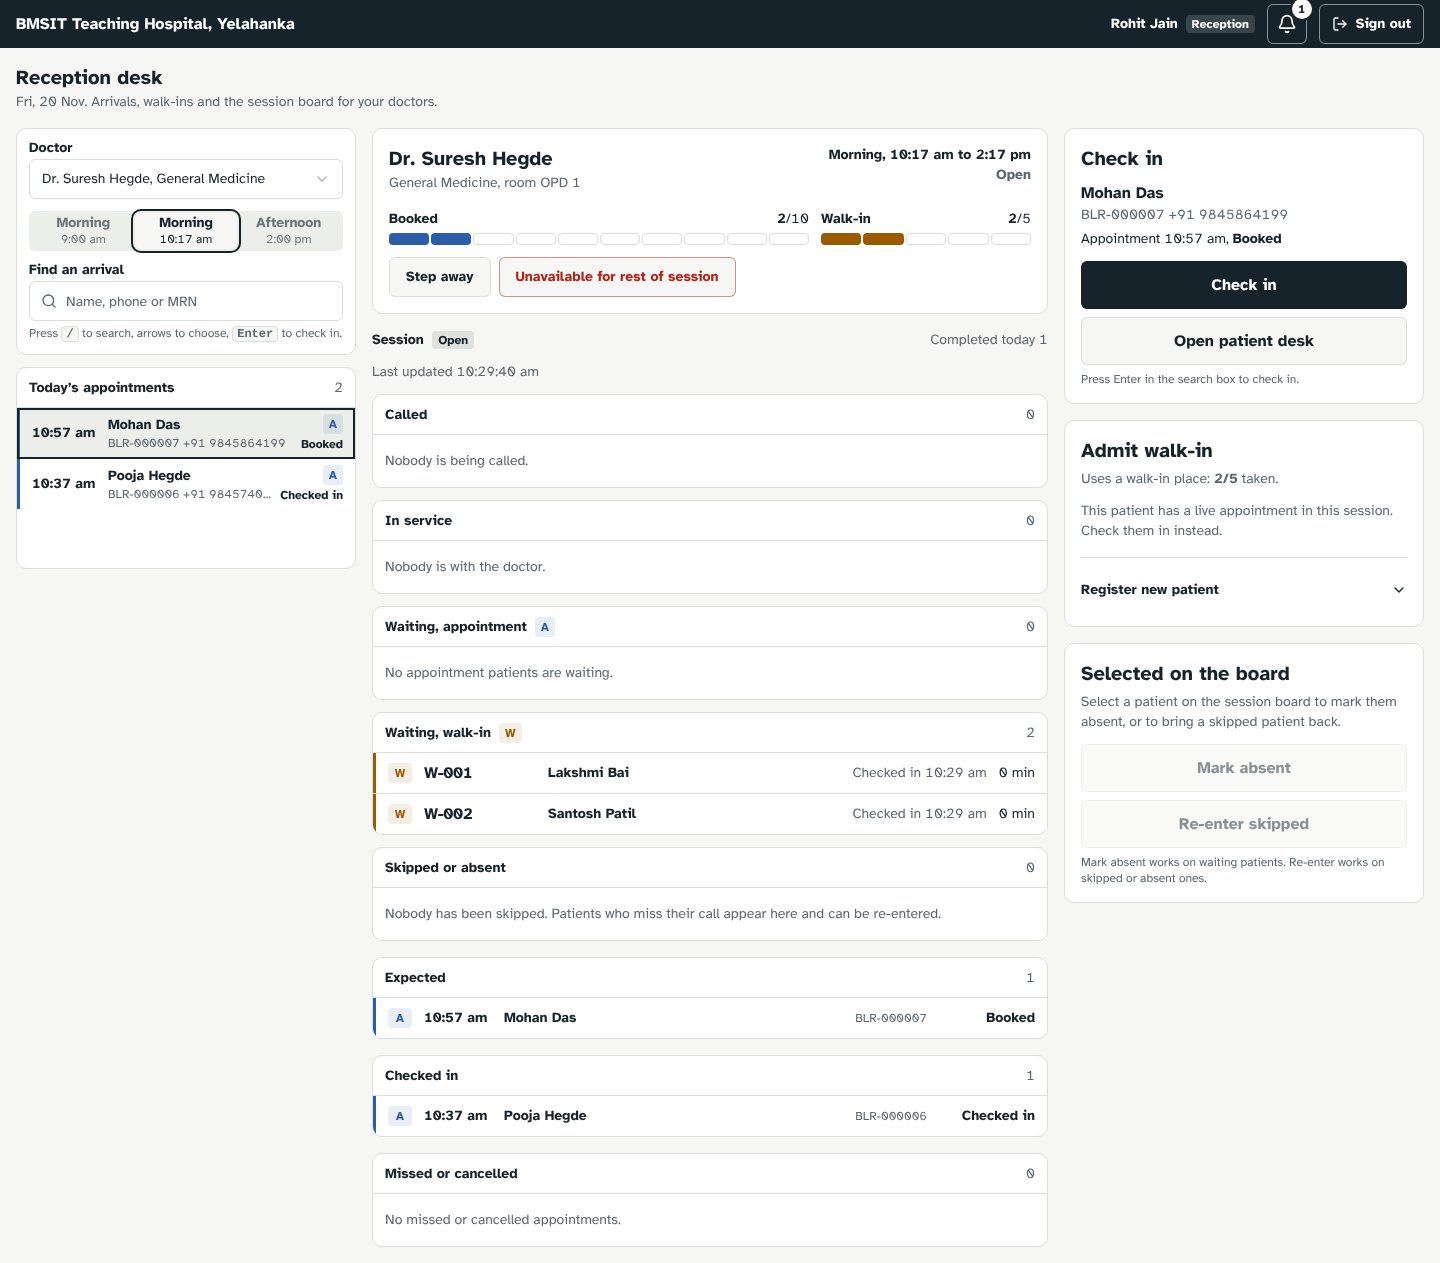 BMSIT Teaching Hospital, Yelahanka
Rohit Jain Reception 1 Sign out
Reception desk
Fri, 20 Nov. Arrivals, walk-ins and the session board for your doctors.
Doctor
Dr. Suresh Hegde, General Medicine
Morning Morning Afternoon
9:00 am 10:17 am 2:00 pm
Find an arrival
Name, phone or MRN
Press / to search, arrows to choose, Enter to check in.
Today's appointments 2
10:57 am Mohan Das A
BLR-000007 +91 9845864199 Booked
10:37 am Pooja Hegde A
BLR-000006 +91 9845740... Checked in
Dr. Suresh Hegde
General Medicine, room OPD 1
Morning, 10:17 am to 2:17 pm
Open
Booked 2/10 Walk-in 2/5
Step away Unavailable for rest of session
Session Open Completed today 1
Last updated 10:29:40 am
Called 0
Nobody is being called.
In service 0
Nobody is with the doctor.
Waiting, appointment A 0
No appointment patients are waiting.
Waiting, walk-in W 2
W W-001 Lakshmi Bai Checked in 10:29 am 0 min
W W-002 Santosh Patil Checked in 10:29 am 0 min
Skipped or absent 0
Nobody has been skipped. Patients who miss their call appear here and can be re-entered.
Expected 1
A 10:57 am Mohan Das BLR-000007 Booked
Checked in 1
A 10:37 am Pooja Hegde BLR-000006 Checked in
Missed or cancelled 0
No missed or cancelled appointments.
Check in
Mohan Das
BLR-000007 +91 9845864199
Appointment 10:57 am, Booked
Check in
Open patient desk
Press Enter in the search box to check in.
Admit walk-in
Uses a walk-in place: 2/5 taken.
This patient has a live appointment in this session.
Check them in instead.
Register new patient
Selected on the board
Select a patient on the session board to mark them
absent, or to bring a skipped patient back.
Mark absent
Re-enter skipped
Mark absent works on waiting patients. Re-enter works on
skipped or absent ones.